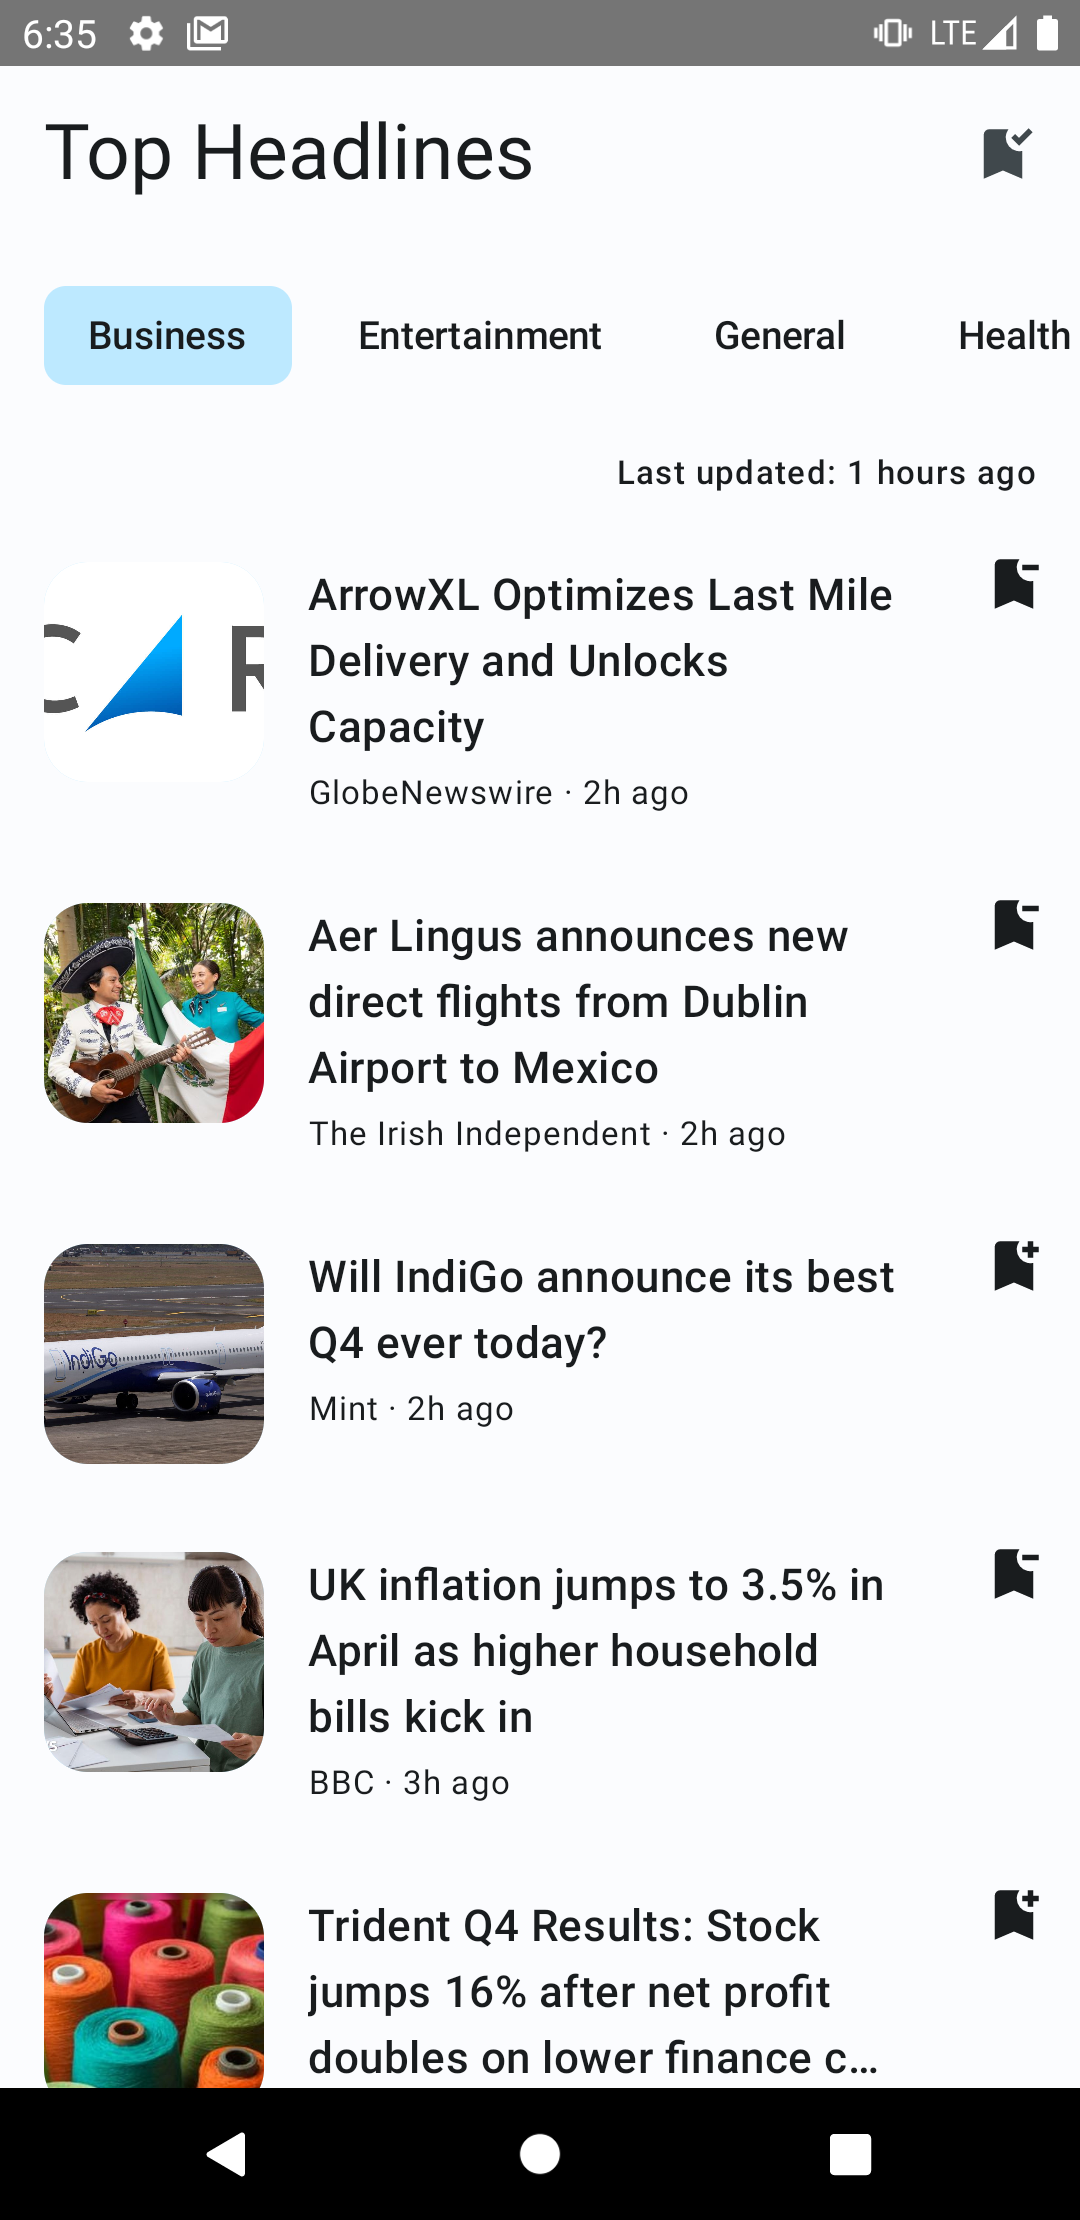 6:35
LTE
Top Headlines
Business
Entertainment
General
Health
Last updated: 1 hours ago
C R
ArrowXL Optimizes Last Mile
Delivery and Unlocks
Capacity
GlobeNewswire · 2h ago
Aer Lingus announces new
direct flights from Dublin
Airport to Mexico
The Irish Independent · 2h ago
IndiGo
Will IndiGo announce its best
Q4 ever today?
Mint · 2h ago
UK inflation jumps to 3.5% in
April as higher household
bills kick in
BBC · 3h ago
Trident Q4 Results: Stock
jumps 16% after net profit
doubles on lower finance c…